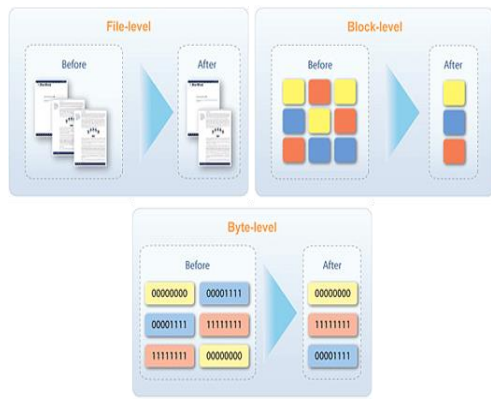 File-level
Before
After
Block-level
Before
After
Byte-level
Before
After
00000000 00001111
00001111 11111111
11111111 00000000
00000000
11111111
00001111